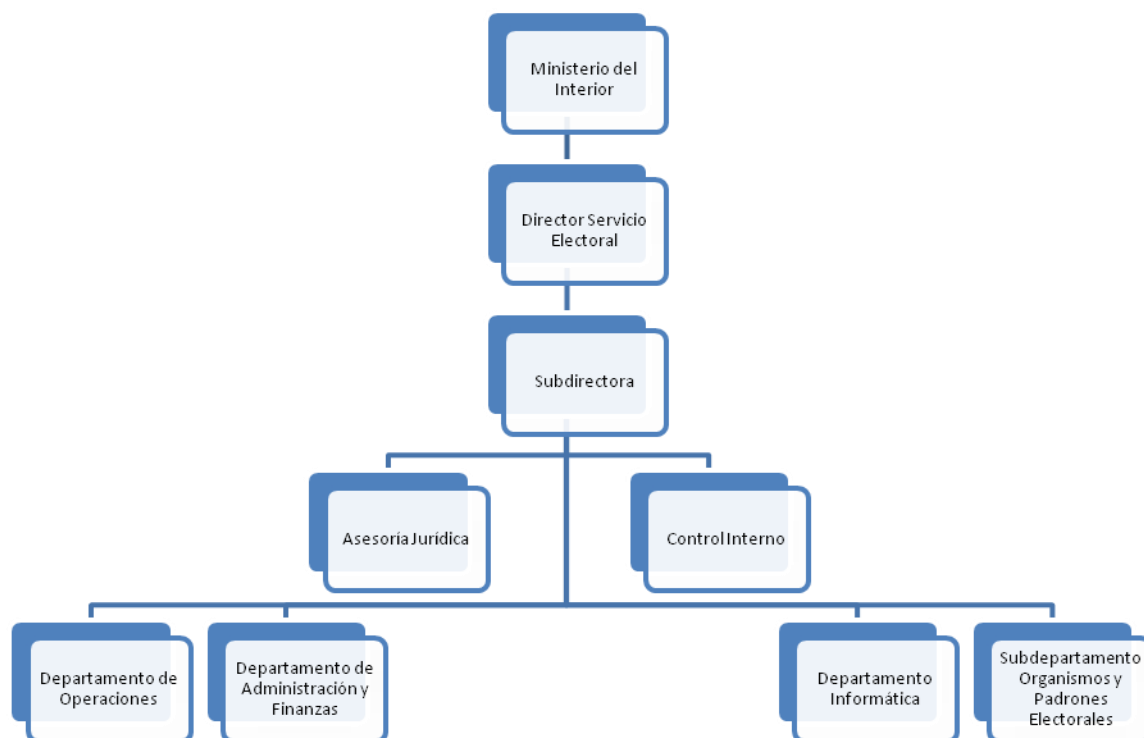 Ministerio del
Interior
Director Servicio
Electoral
Subdirectora
Asesoría Jurídica
Control Interno
Departamento de
Operaciones
Departamento de
Administración y
Finanzas
Departamento
Informática
Subdepartamento
Organismos y
Padrones
Electorales